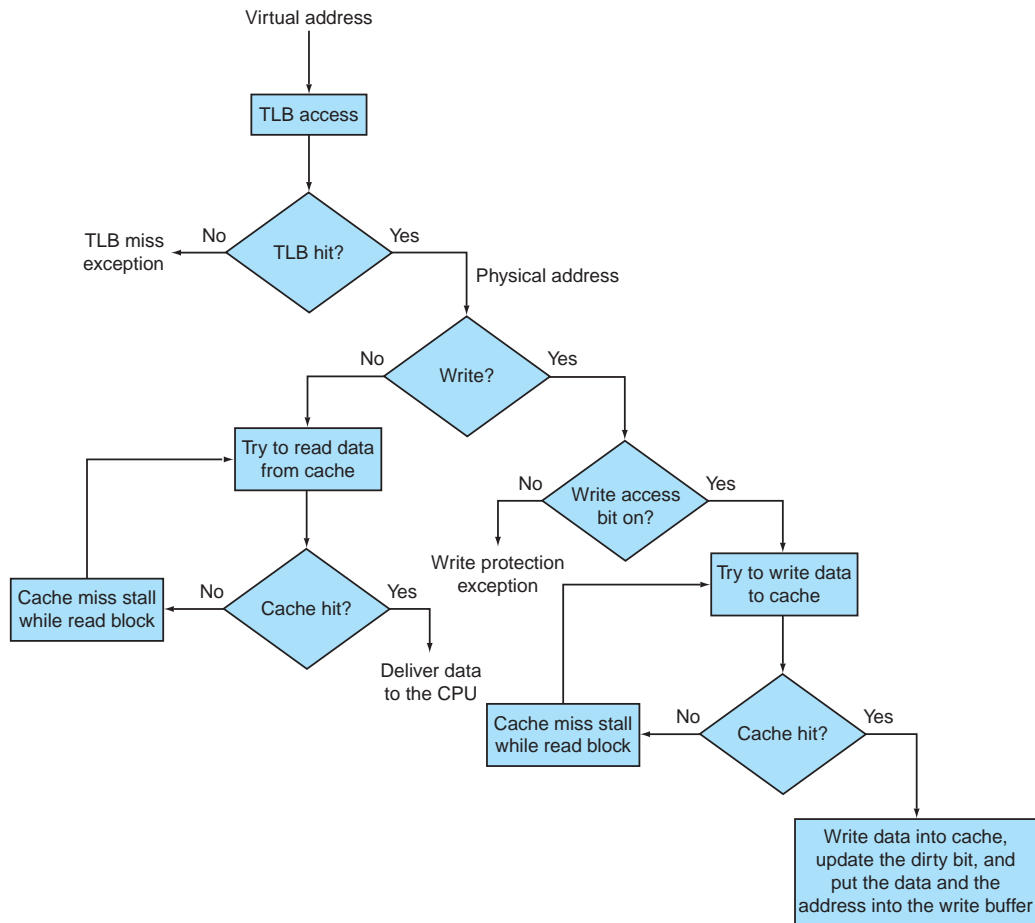 Virtual address
TLB access
TLB hit?
No
Yes
TLB miss
exception
Physical address
Write?
No
Yes
Try to read data
from cache
Write access
bit on?
No
Yes
Write protection
exception
Try to write data
to cache
Cache hit?
No
Yes
Cache miss stall
while read block
Deliver data
to the CPU
Cache hit?
No
Yes
Cache miss stall
while read block
Write data into cache,
update the dirty bit, and
put the data and the
address into the write buffer